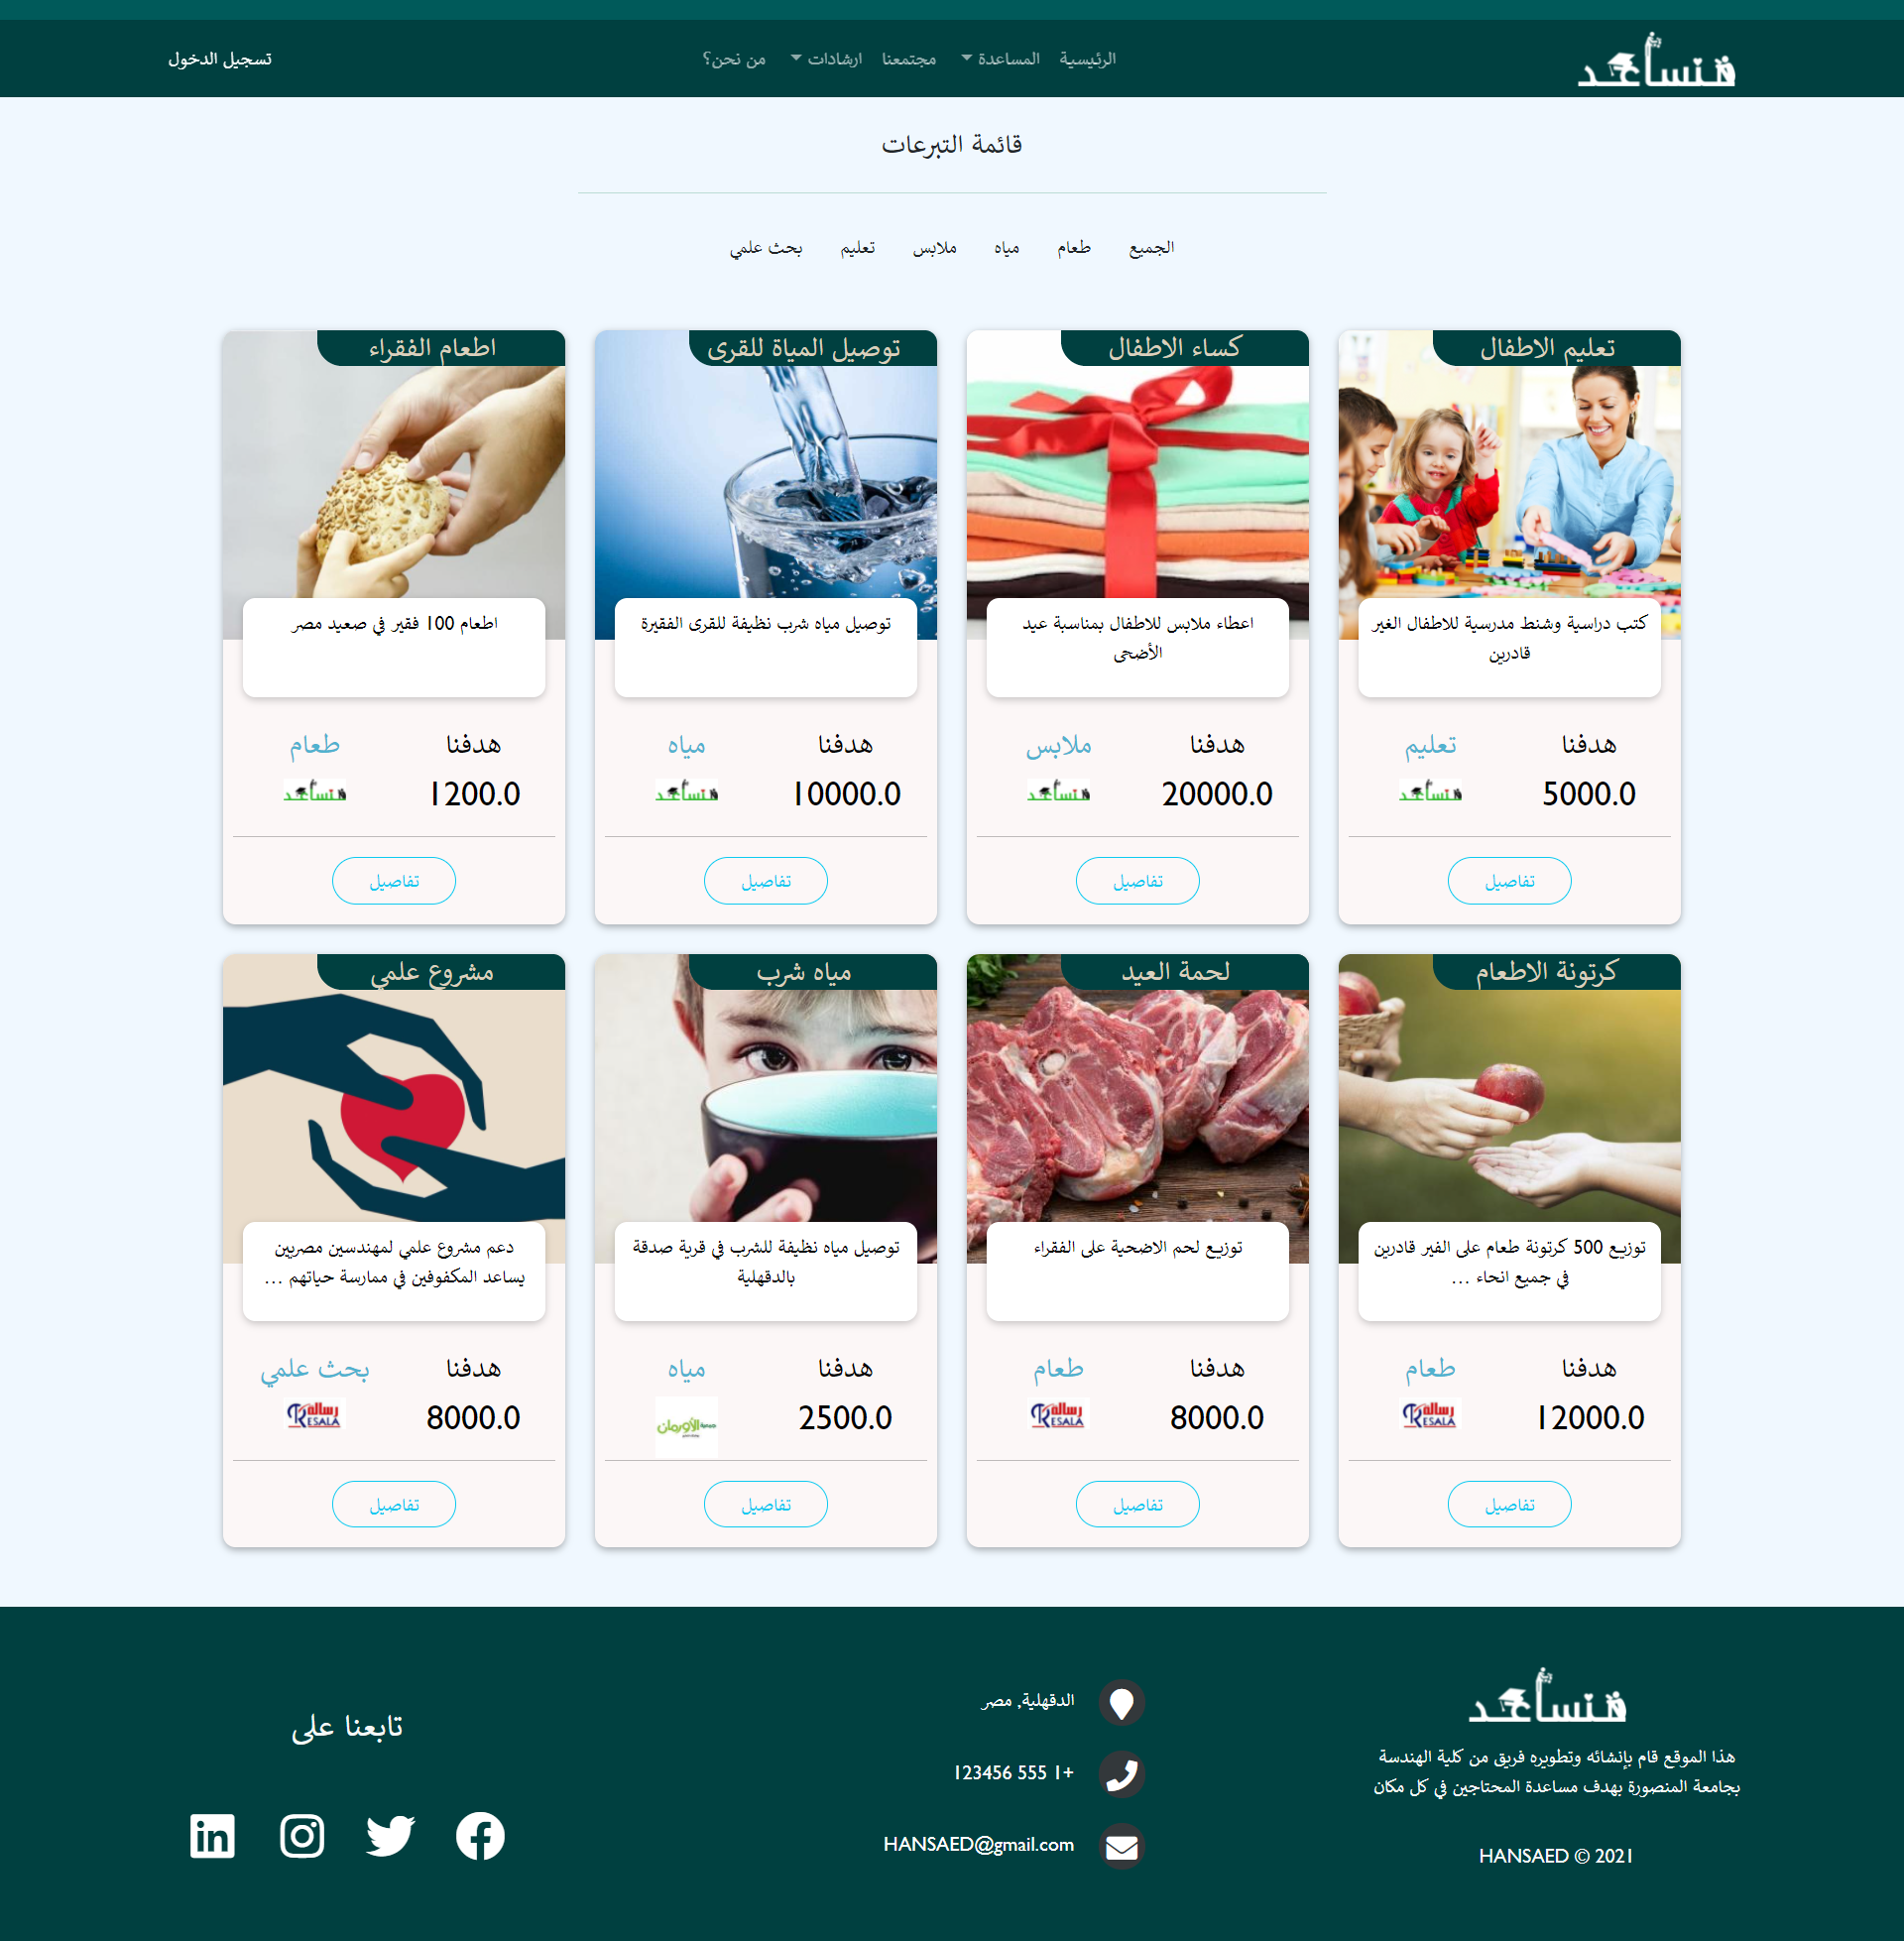 هنساعد
الرئيسية
المساعدة
مجتمعنا
ارشادات
من نحن؟
تسجيل الدخول
قائمة التبرعات
الجميع
طعام
مياه
ملابس
تعليم
بحث علمي
تعليم الاطفال
كتب دراسية وشنط مدرسية للاطفال الغير
قادرين
هدفنا
تعليم
5000.0
هنساعد
تفاصيل
كساء الاطفال
اعطاء ملابس للاطفال بمناسبة عيد
الأضحى
هدفنا
ملابس
20000.0
هنساعد
تفاصيل
توصيل المياة للقرى
توصيل مياه شرب نظيفة للقرى الفقيرة
هدفنا
مياه
10000.0
هنساعد
تفاصيل
اطعام الفقراء
اطعام 100 فقير في صعيد مصر
هدفنا
طعام
1200.0
هنساعد
تفاصيل
كرتونة الاطعام
توزيع 500 كرتونة طعام على الفير قادرين
في جميع انحاء ...
هدفنا
طعام
12000.0
رسالة
RESALA
تفاصيل
لحمة العيد
توزيع لحم الاضحية على الفقراء
هدفنا
طعام
8000.0
رسالة
RESALA
تفاصيل
مياه شرب
توصيل مياه نظيفة للشرب في قرية صدقة
بالدقهلية
هدفنا
مياه
2500.0
جمعية الأورمان
تفاصيل
مشروع علمي
دعم مشروع علمي لمهندسين مصريين
يساعد المكفوفين في ممارسة حياتهم ...
هدفنا
بحث علمي
8000.0
رسالة
RESALA
تفاصيل
هنساعد
هذا الموقع قام بإنشائه وتطويره فريق من كلية الهندسة
بجامعة المنصورة بهدف مساعدة المحتاجين في كل مكان
HANSAED © 2021
الدقهلية, مصر
+1 555 123456
HANSAED@gmail.com
تابعنا على